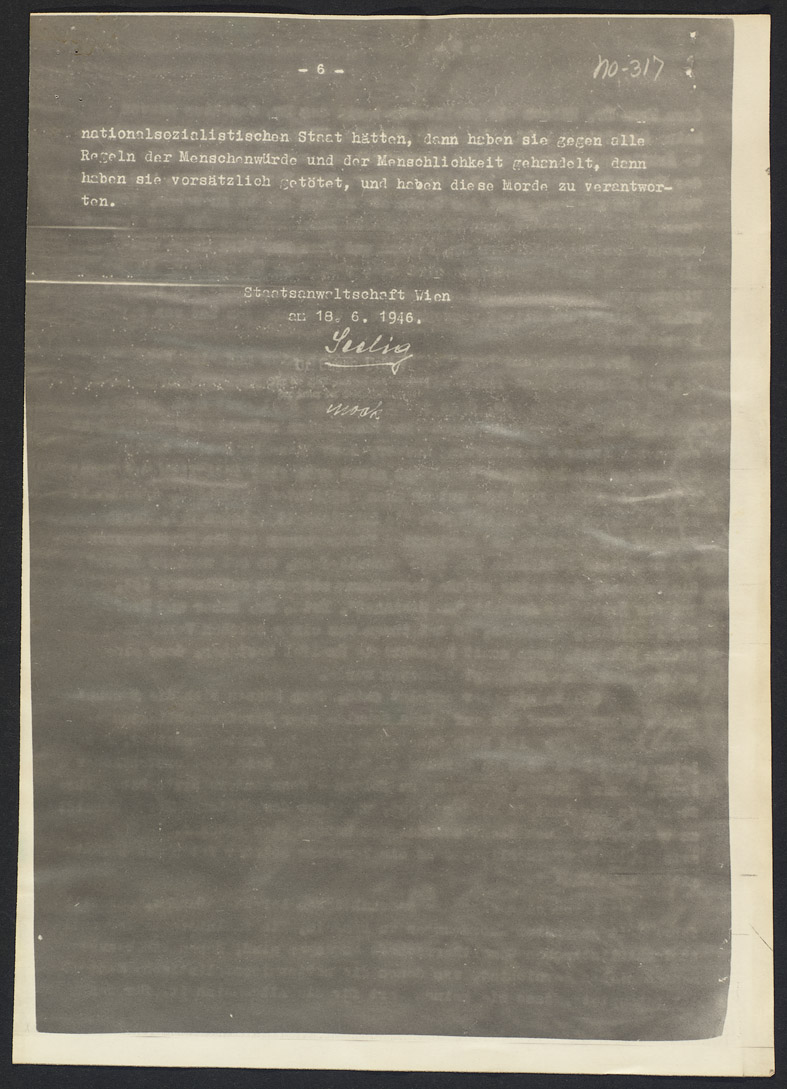 - 6 -
NO-317
nationalsozialistischen Staat hätten, dann haben sie gegen alle
Regeln der Menschenwürde und der Menschlichkeit gehandelt, dann
haben sie vorsätzlich getötet, und haben diese Morde zu verantwor-
ten.
Staatsanwaltschaft Wien
am 18. 6. 1946.